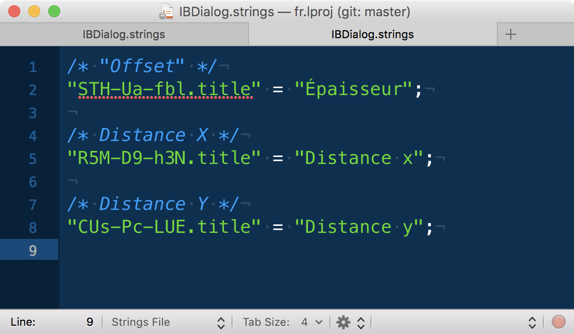 IBDialog.strings — fr.lproj (git: master)
IBDialog.strings IBDialog.strings
1 /* "Offset" */
2 "STH-Ua-fbl.title" = "Épaisseur";
3
4 /* Distance X */
5 "R5M-D9-h3N.title" = "Distance x";
6
7 /* Distance Y */
8 "CUs-Pc-LUE.title" = "Distance y";
9
Line: 9 Strings File Tab Size: 4